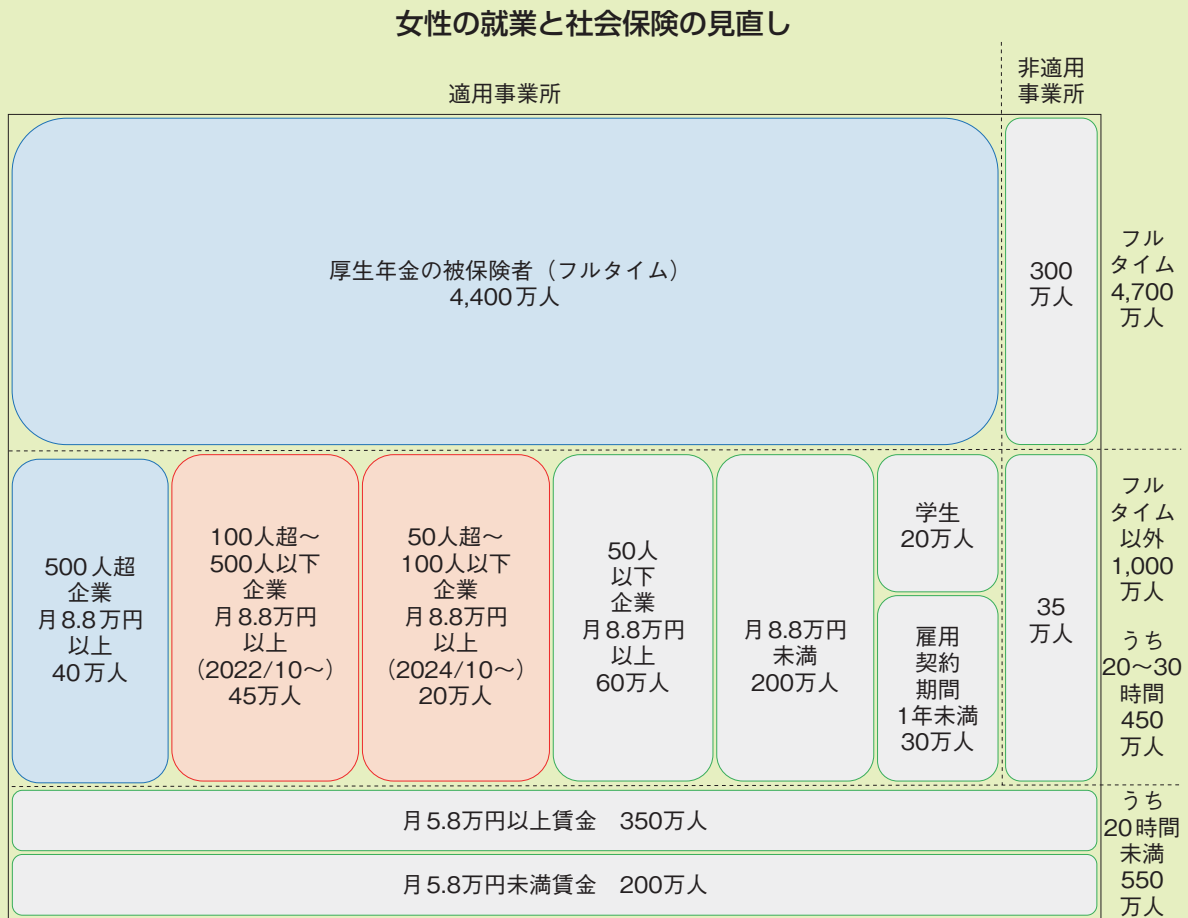 女性の就業と社会保険の見直し
適用事業所
非適用
事業所
厚生年金の被保険者（フルタイム）
4,400万人
300
万人
フル
タイム
4,700
万人
500人超
企業
月8.8万円
以上
40万人
100人超〜
500人以下
企業
月8.8万円
以上
（2022/10〜）
45万人
50人超〜
100人以下
企業
月8.8万円
以上
（2024/10〜）
20万人
50人
以下
企業
月8.8万円
以上
60万人
月8.8万円
未満
200万人
学生
20万人
雇用
契約
期間
1年未満
30万人
35
万人
フル
タイム
以外
1,000
万人
うち
20〜30
時間
450
万人
月5.8万円以上賃金　350万人
月5.8万円未満賃金　200万人
うち
20時間
未満
550
万人